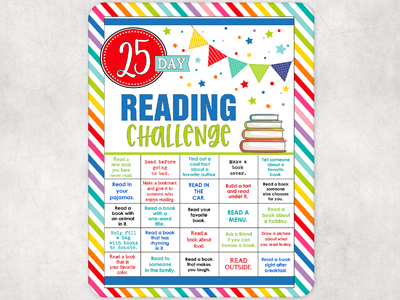 25
DAY
READING
challenge
Read a
new book
you have
never read.
Read before
going
to bed.
Find out a
cool fact
about a
favorite author.
Make a
book
cover.
Tell someone
about a
favorite book.
Read in
your
pajamas.
Make a bookmark
and give it to
someone who
enjoys reading.
READ IN
THE
CAR.
Build a fort
and read
under it.
Read a book
someone
else chooses
for you.
Read a book
with an
animal in it.
Read a book
with a
one-word
title.
Read your
favorite
book.
READ A
MENU.
Read a book
about
a holiday.
Help fill
a bag
with books
to donate.
Read a book
that has
rhyming
in it
Read a
book
about
food.
Ask a friend
if you can
borrow a book.
Draw a picture
about what
you read today.
Read a book
that is
your favorite
color.
Read to
someone
in the family.
Read a book
that makes
you laugh.
READ
OUTSIDE.
Read a book
right after
breakfast.